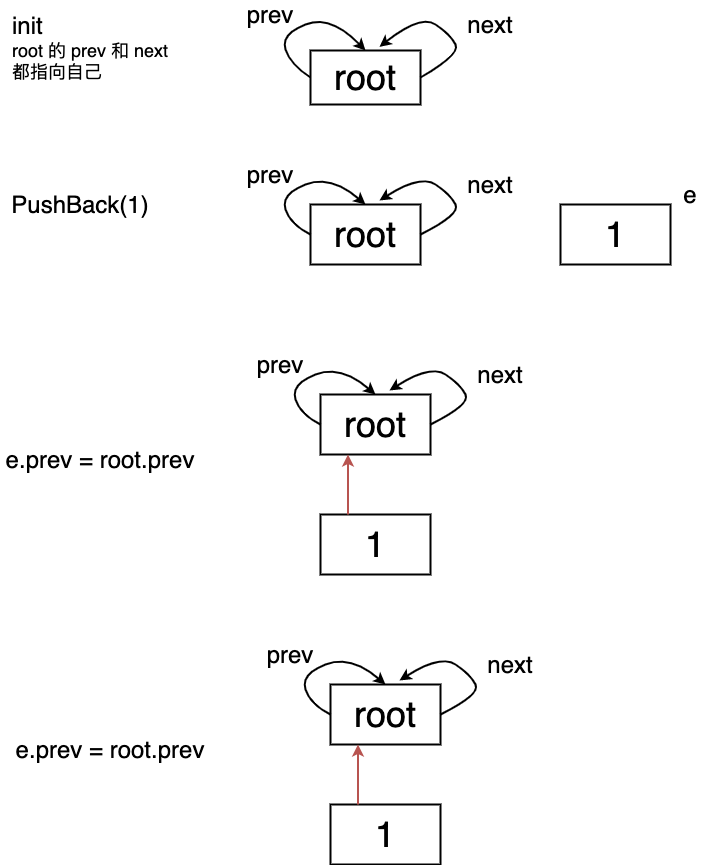 init
root 的 prev 和 next
都指向自己
prev
next
root
PushBack(1)
prev
next
root
e
1
e.prev = root.prev
prev
next
root
1
e.prev = root.prev
prev
next
root
1